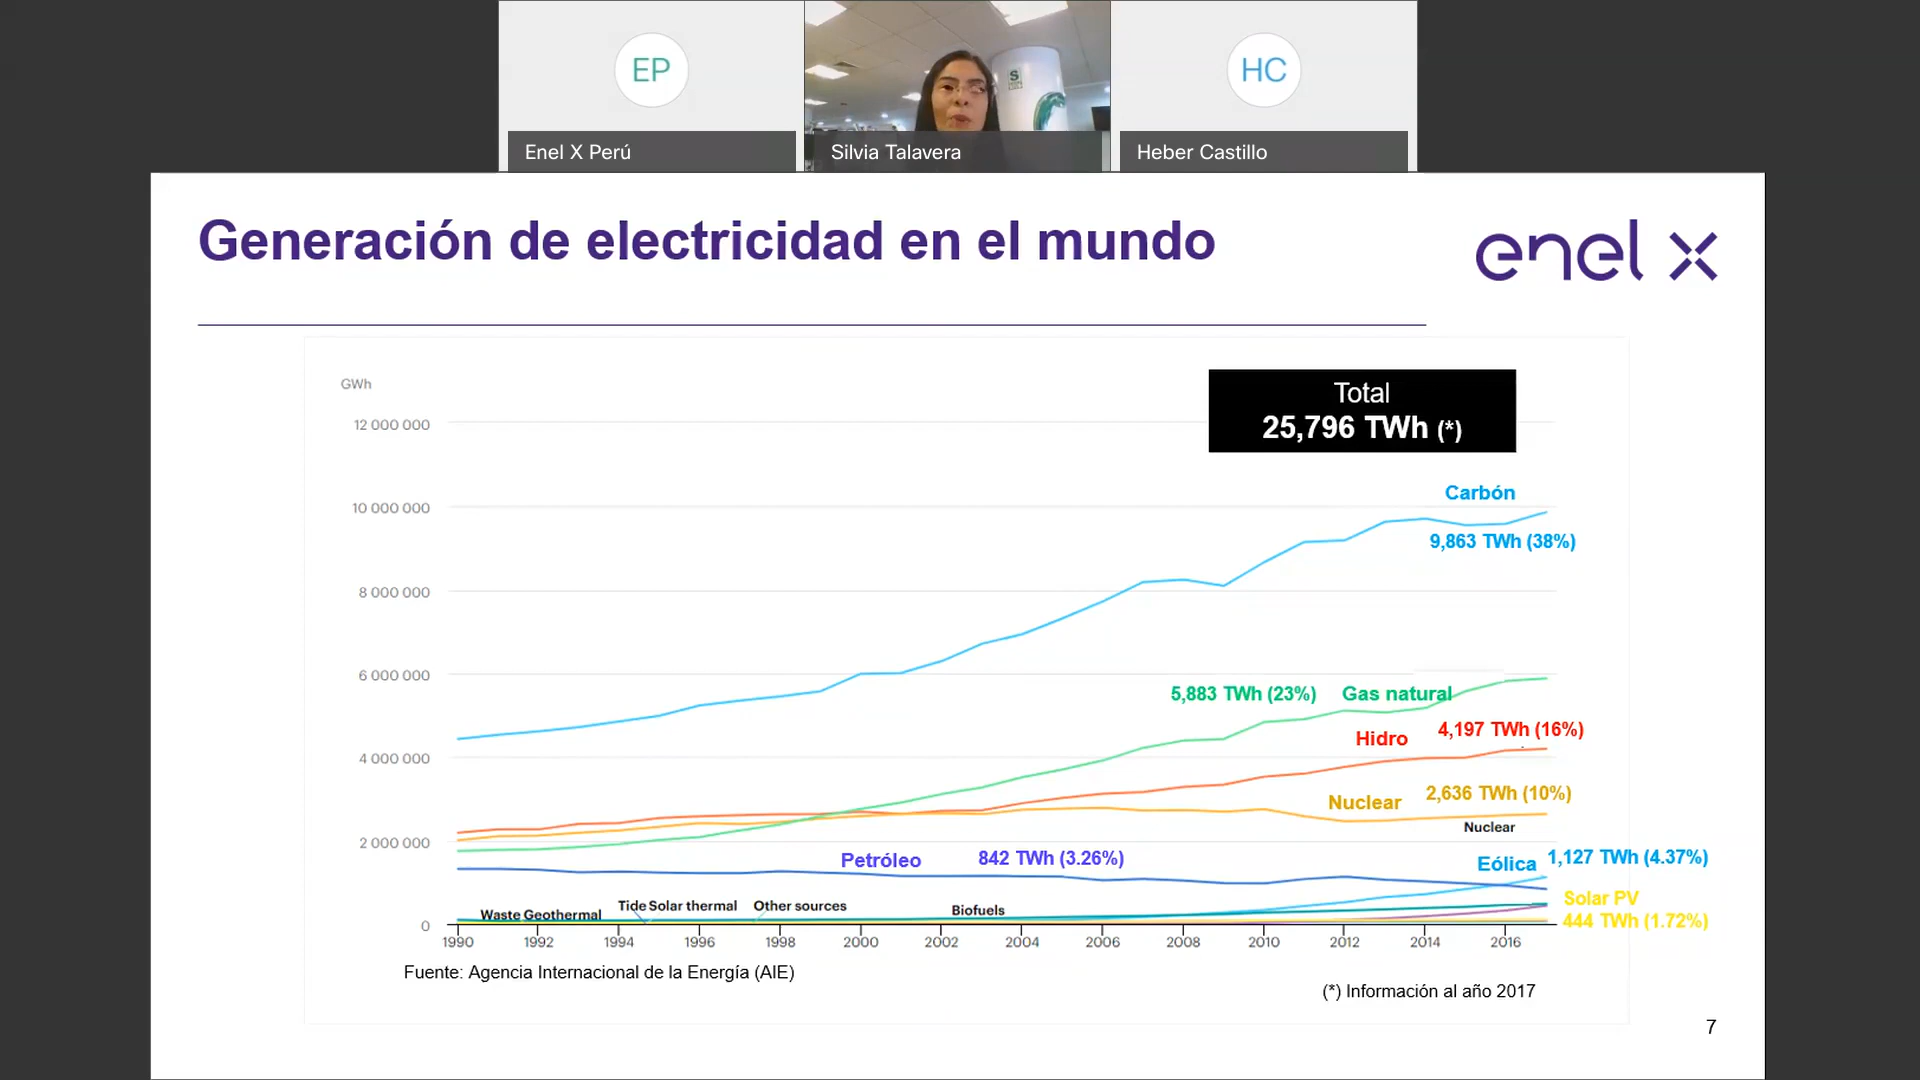 EP
HC
S
Enel X Perú
Silvia Talavera
Heber Castillo
Generación de electricidad en el mundo
enel x
GWh
Total
25,796 TWh (*)
12 000 000
10 000 000
8 000 000
6 000 000
4 000 000
2 000 000
0
Carbón
9,863 TWh (38%)
5,883 TWh (23%) Gas natural
Hidro 4,197 TWh (16%)
Nuclear 2,636 TWh (10%)
Nuclear
Petróleo 842 TWh (3.26%)
Eólica 1,127 TWh (4.37%)
Solar PV
444 TWh (1.72%)
Waste Geothermal Tide Solar thermal Other sources Biofuels
1990 1992 1994 1996 1998 2000 2002 2004 2006 2008 2010 2012 2014 2016
Fuente: Agencia Internacional de la Energía (AIE)
(*) Información al año 2017
7